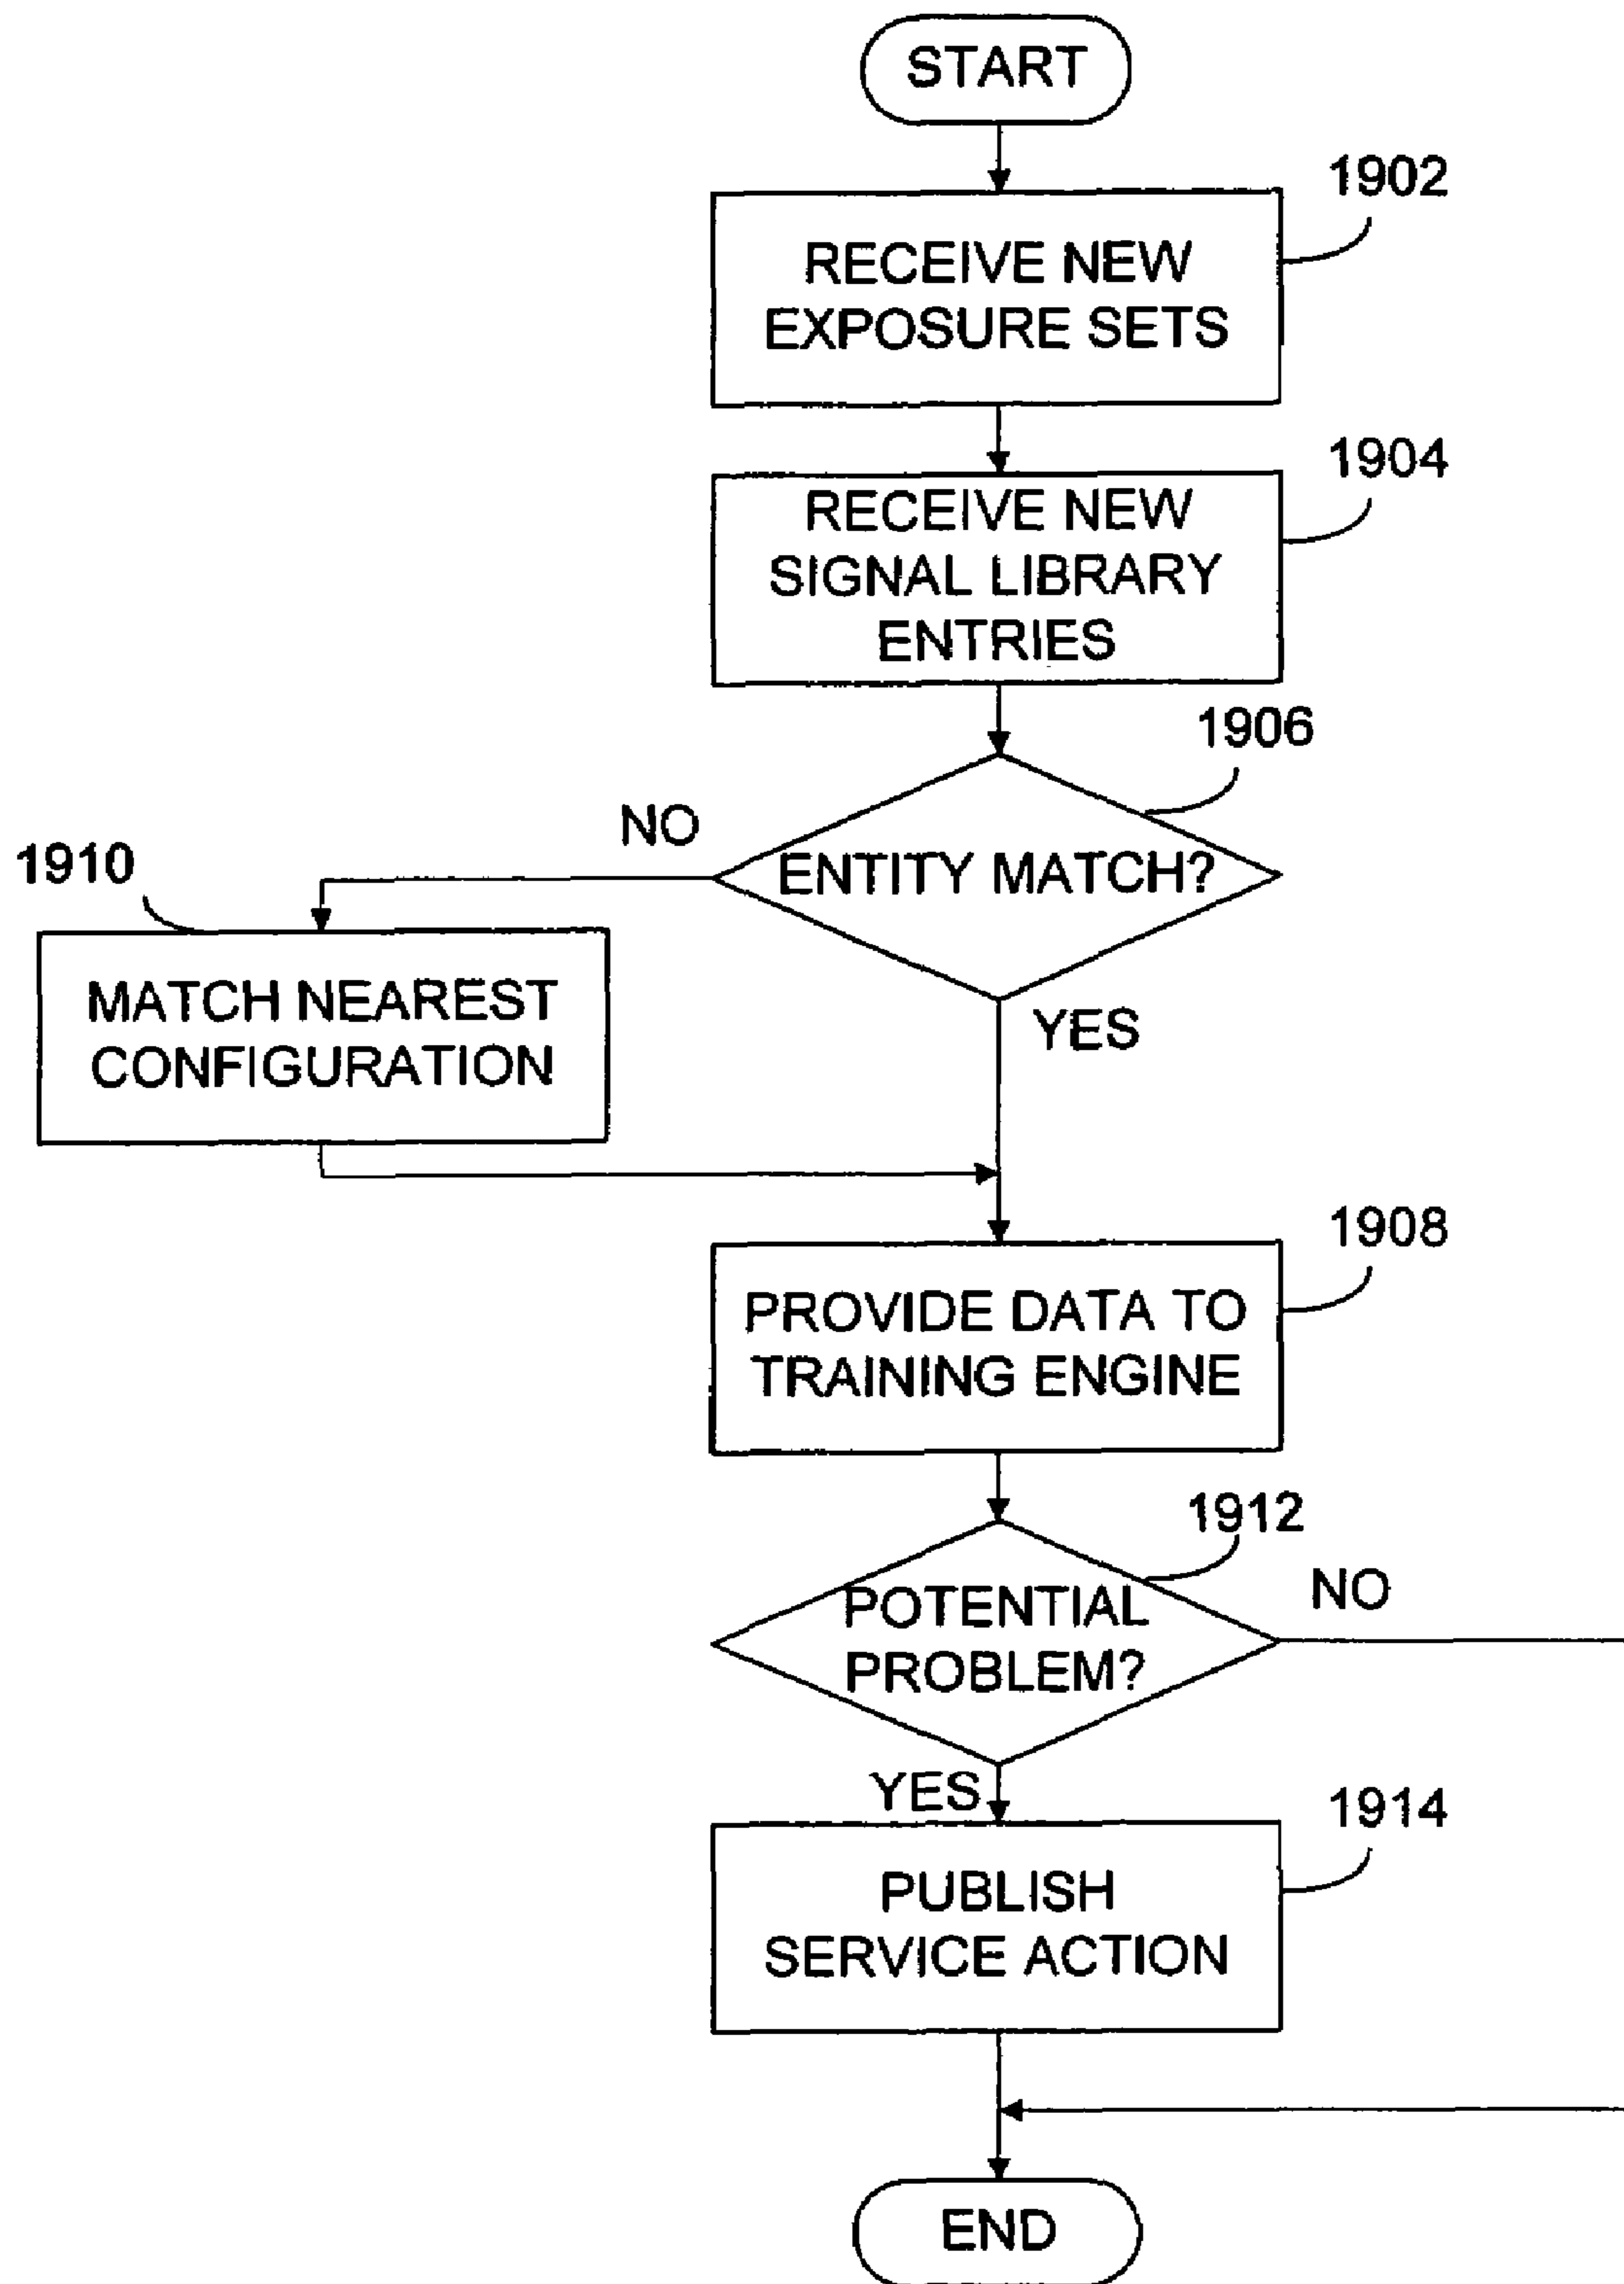 START
1902
RECEIVE NEW
EXPOSURE SETS
1904
RECEIVE NEW
SIGNAL LIBRARY
ENTRIES
1906
NO
ENTITY MATCH?
1910
MATCH NEAREST
CONFIGURATION
YES
1908
PROVIDE DATA TO
TRAINING ENGINE
1912
NO
POTENTIAL
PROBLEM?
YES
1914
PUBLISH
SERVICE ACTION
END